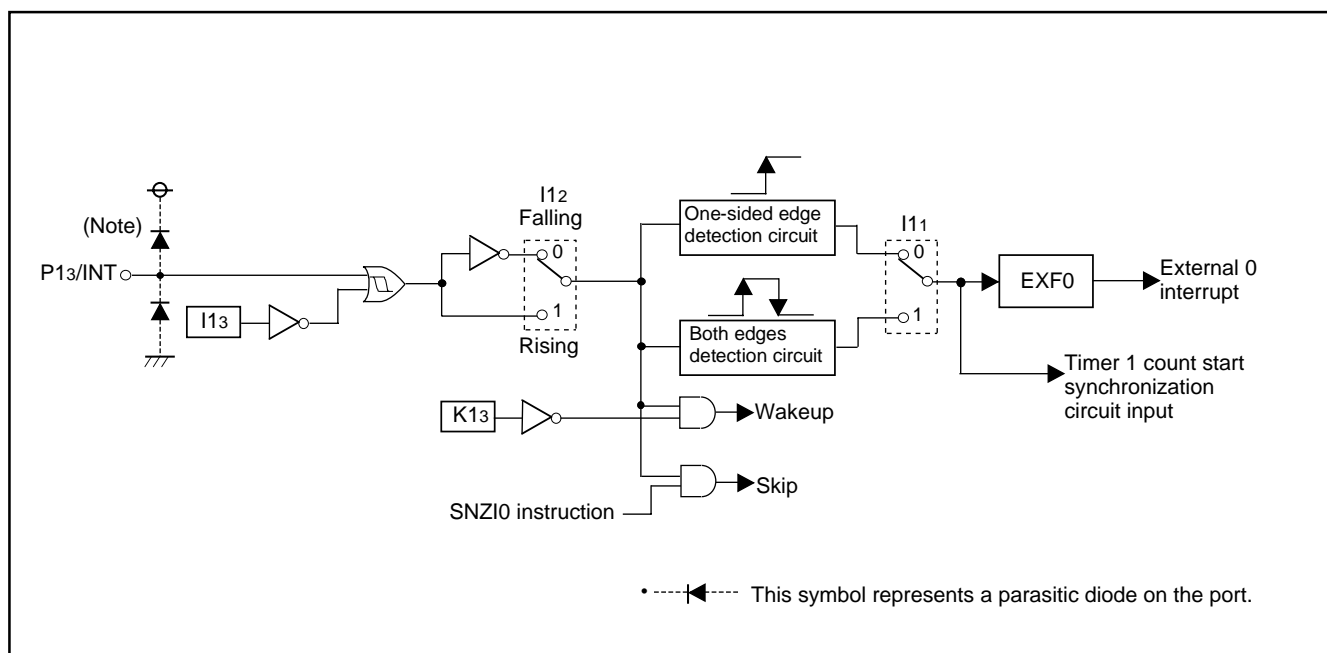 (Note)
P13/INT
I13
I12
Falling
0
1
Rising
One-sided edge
detection circuit
Both edges
detection circuit
I11
0
1
EXF0
External 0
interrupt
Timer 1 count start
synchronization
circuit input
K13
Wakeup
SNZI0 instruction
Skip
• This symbol represents a parasitic diode on the port.